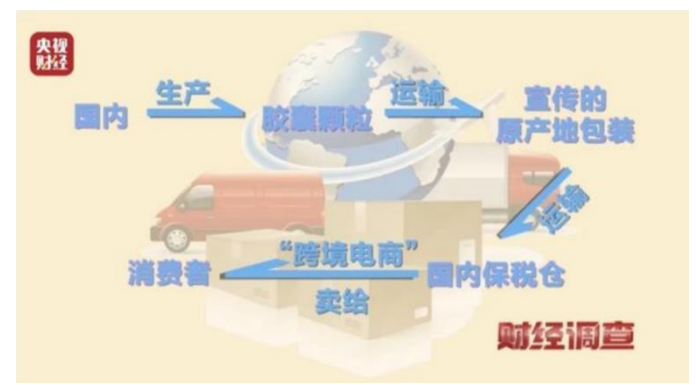 央视
财经
生产
运输
国内
胶囊颗粒
宣传的
原产地包装
运输
“跨境电商”
消费者
国内保税仓
卖给
财经调查